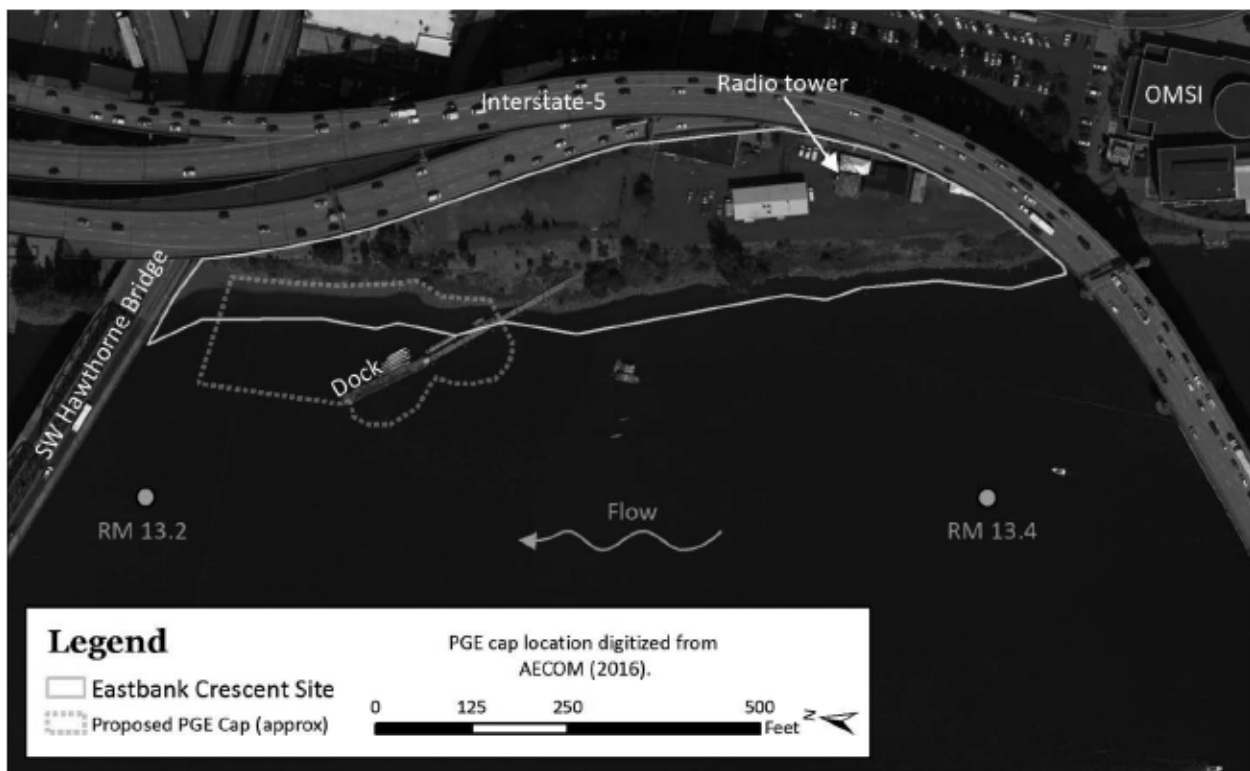 Interstate-5
Radio tower
OMSI
SW Hawthorne Bridge
Dock
RM 13.2
Flow
RM 13.4
Legend
Eastbank Crescent Site
Proposed PGE Cap (approx)
PGE cap location digitized from
AECOM (2016).
0 125 250 500
Feet
N